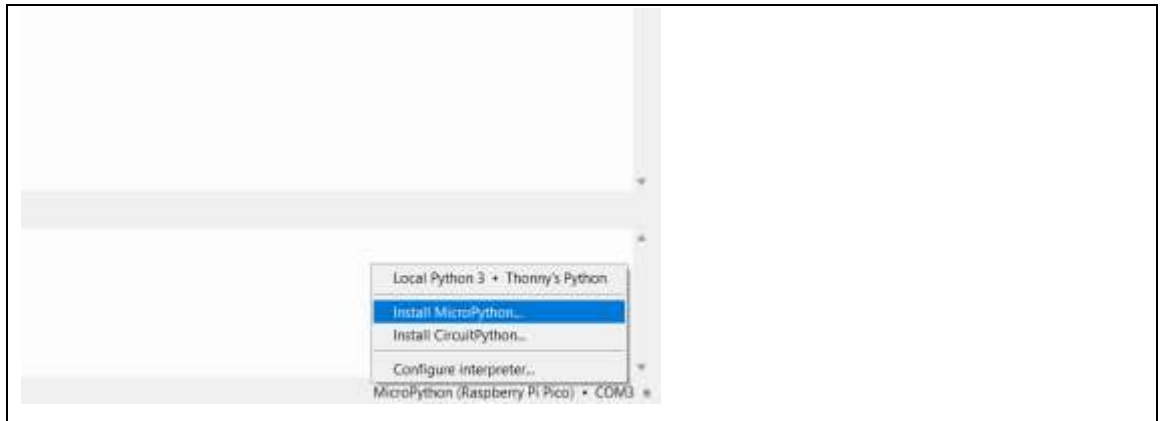 Local Python 3 • Thonny's Python
Install MicroPython...
Install CircuitPython...
Configure interpreter...
MicroPython (Raspberry Pi Pico) • COM3